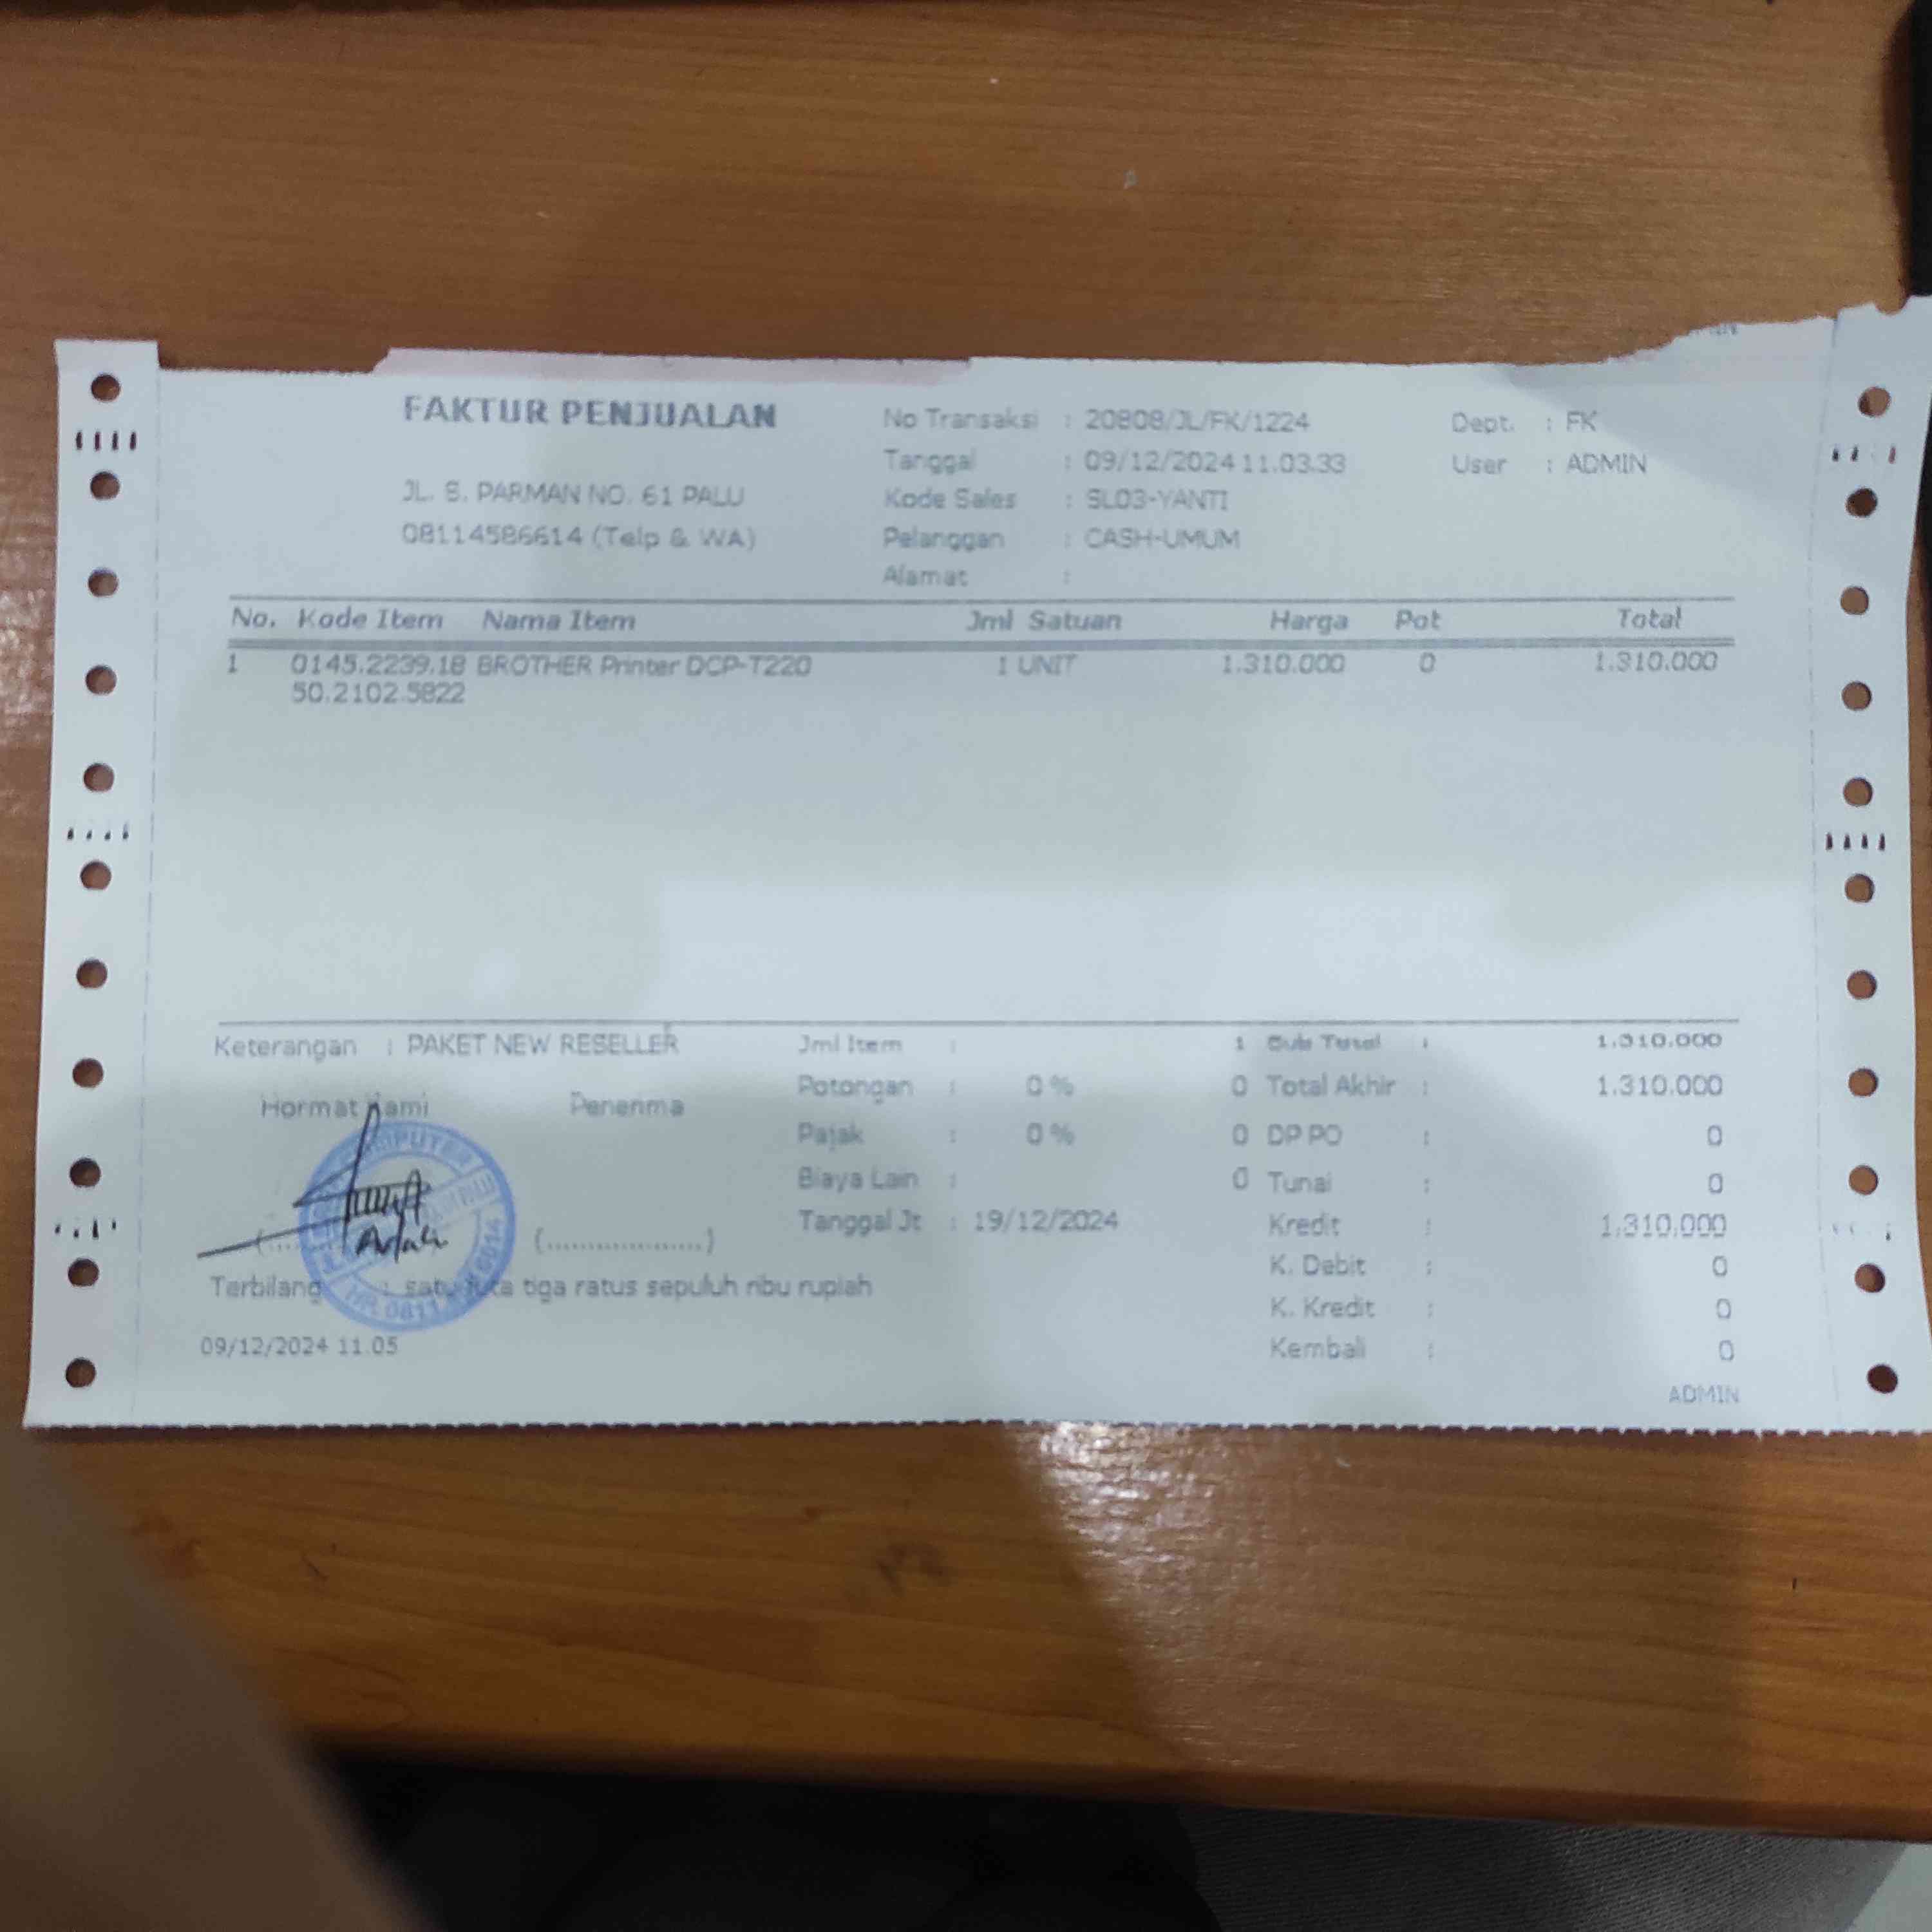 FAKTUR PENJUALAN
JL. S. PARMAN NO. 61 PALU
08114586614 (Telp & WA)
No Transaksi : 20808/JL/FK/1224
Tanggal : 09/12/2024 11.03.33
Kode Sales : SL03-YANTI
Pelanggan : CASH-UMUM
Alamat :
Dept. : FK
User : ADMIN
No. Kode Item Nama Item Jml Satuan Harga Pot Total
1 0145.2239.18 BROTHER Printer DCP-T220 1 UNIT 1.310.000 0 1.310.000
50.2102.5822
Keterangan : PAKET NEW RESELLER
Hormat Kami Penerima
(...................)
Terbilang : satu juta tiga ratus sepuluh ribu rupiah
09/12/2024 11.05
Jml Item : 1
Potongan : 0 % 0
Pajak : 0 % 0
Biaya Lain : 0
Tanggal Jt : 19/12/2024
Sub Total : 1.310.000
Total Akhir : 1.310.000
DP PO : 0
Tunai : 0
Kredit : 1.310.000
K. Debit : 0
K. Kredit : 0
Kembali : 0
ADMIN